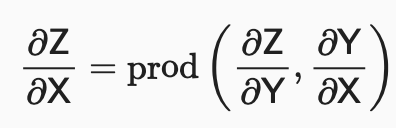 ∂Z/∂X = prod (∂Z/∂Y, ∂Y/∂X)